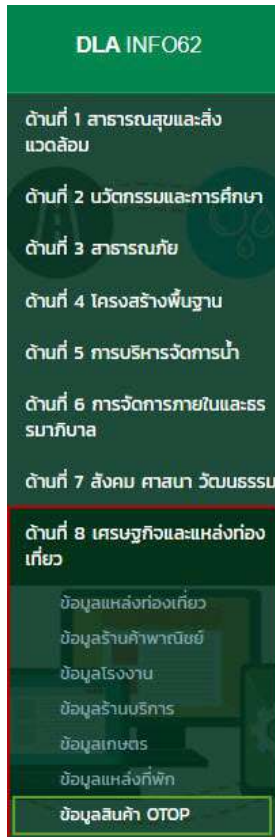 DLA INFO62
ด้านที่ 1 สาธารณสุขและสิ่ง
แวดล้อม
ด้านที่ 2 นวัตกรรมและการศึกษา
ด้านที่ 3 สาธารณภัย
ด้านที่ 4 โครงสร้างพื้นฐาน
ด้านที่ 5 การบริหารจัดการน้ำ
ด้านที่ 6 การจัดการภายในและธร
รมาภิบาล
ด้านที่ 7 สังคม ศาสนา วัฒนธรรม
ด้านที่ 8 เศรษฐกิจและแหล่งท่อง
เที่ยว
ข้อมูลแหล่งท่องเที่ยว
ข้อมูลร้านค้าพาณิชย์
ข้อมูลโรงงาน
ข้อมูลร้านบริการ
ข้อมูลเกษตร
ข้อมูลแหล่งที่พัก
ข้อมูลสินค้า OTOP